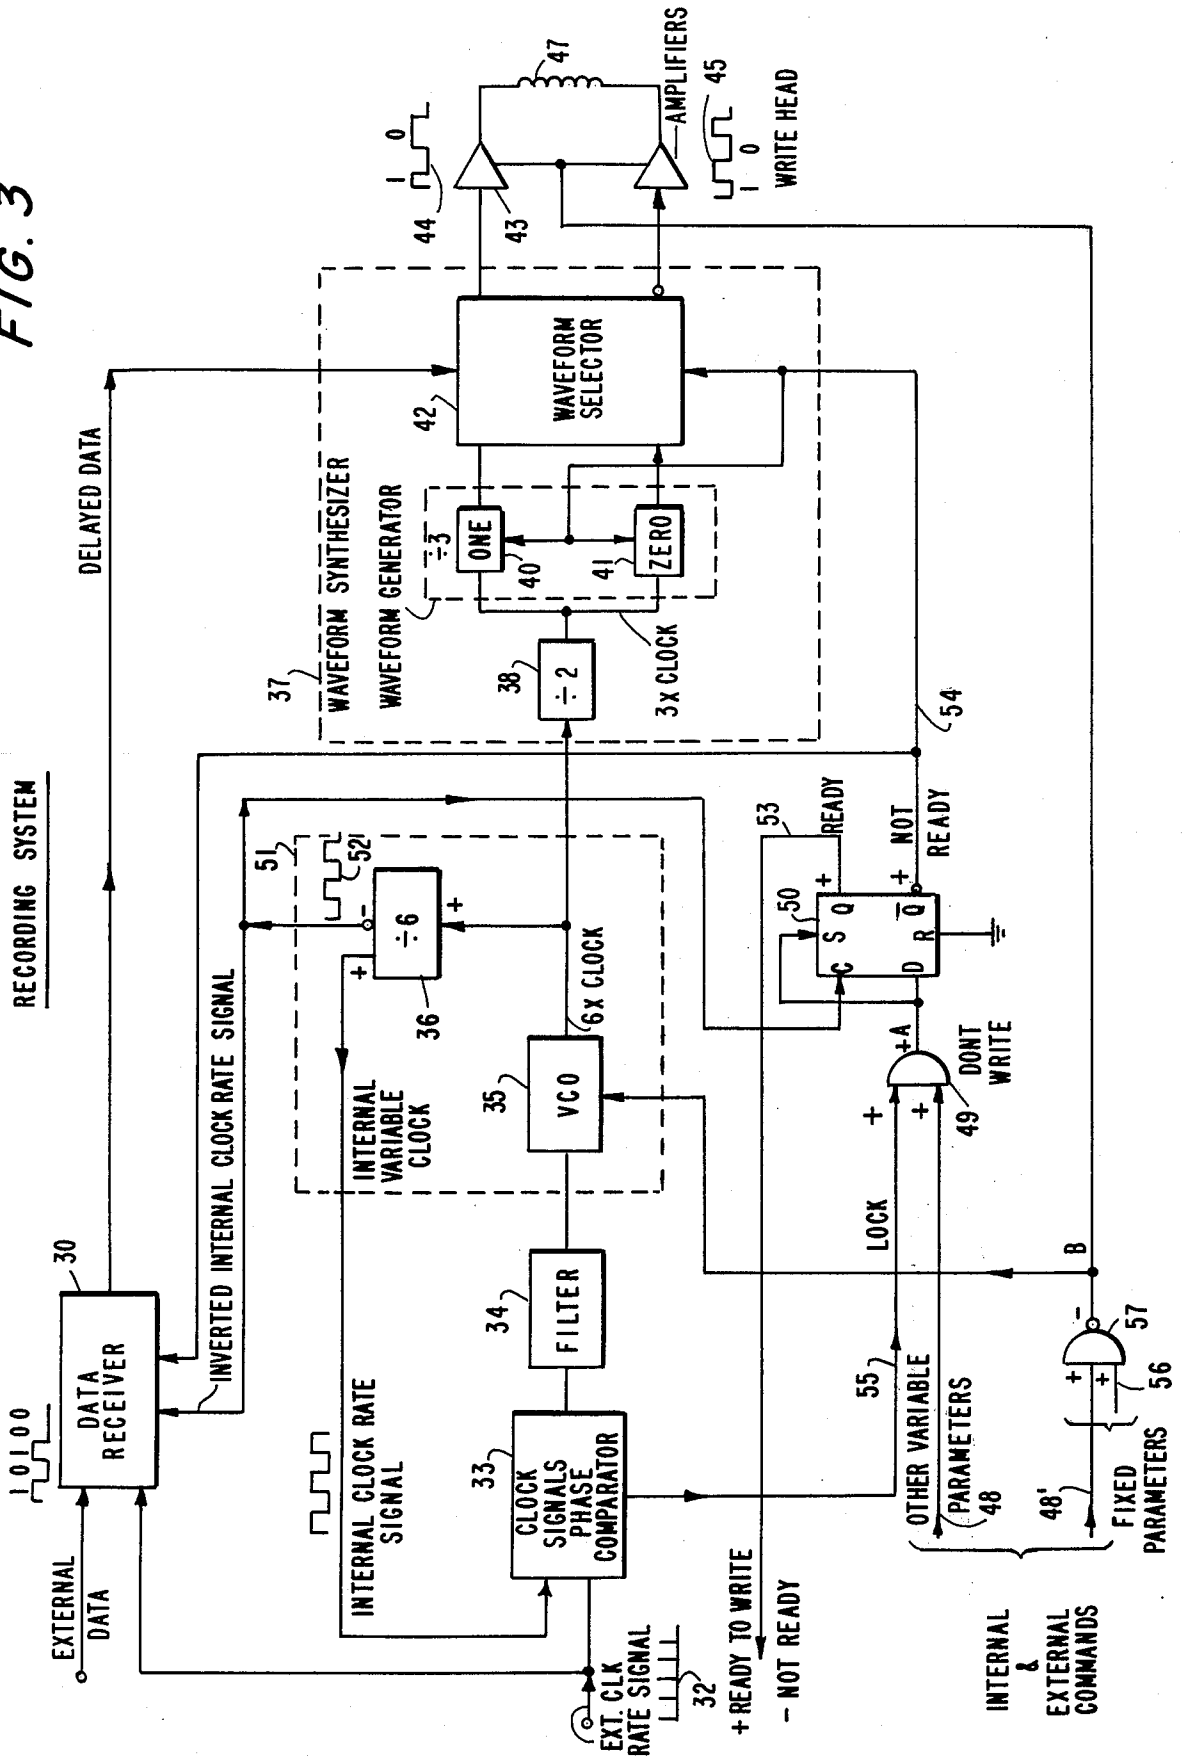 FIG. 3
RECORDING SYSTEM
1 0 1 0 0
EXTERNAL
DATA
DATA
RECEIVER
30
DELAYED DATA
INVERTED INTERNAL CLOCK RATE SIGNAL
INTERNAL CLOCK RATE
SIGNAL
INTERNAL
VARIABLE
CLOCK
51
52
+
-
÷6
36
+
EXT. CLK
RATE SIGNAL
32
33
CLOCK
SIGNALS
PHASE
COMPARATOR
34
FILTER
35
VCO
6X CLOCK
37
WAVEFORM SYNTHESIZER
WAVEFORM GENERATOR
38
÷ 2
3x CLOCK
÷3
ONE
40
41
ZERO
42
WAVEFORM
SELECTOR
44
1 0
43
47
AMPLIFIERS
45
1 0
WRITE HEAD
+ READY TO WRITE
- NOT READY
53
READY
+
50
S Q
C
D R Q
+
NOT
READY
54
55
LOCK
+
+
+A
49
DONT
WRITE
OTHER VARIABLE
PARAMETERS
48
48'
FIXED
PARAMETERS
+
+
56
57
-
B
INTERNAL
&
EXTERNAL
COMMANDS